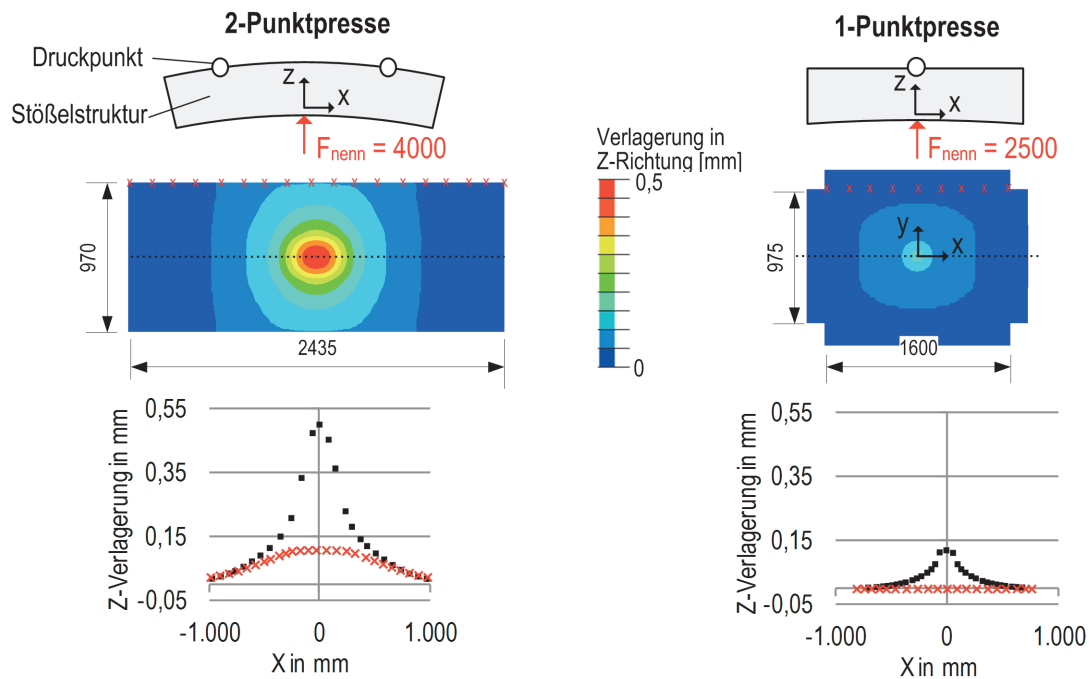 2-Punktpresse
Druckpunkt
Stößelstruktur
Z
X
Fnenn = 4000
970
2435
Verlagerung in
Z-Richtung [mm]
0,5
0
1-Punktpresse
Z
X
Fnenn = 2500
y
x
975
1600
Z-Verlagerung in mm
0,55
0,35
0,15
-0,05
-1.000
0
1.000
X in mm
Z-Verlagerung in mm
0,55
0,35
0,15
-0,05
-1.000
0
1.000
X in mm